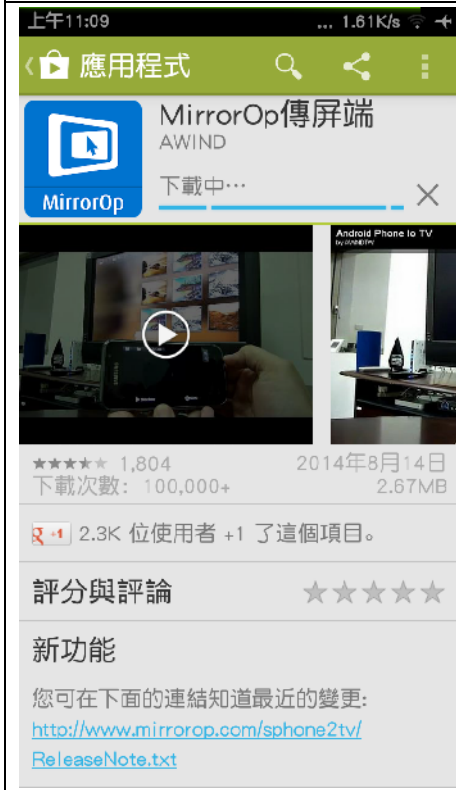 上午11:09 ... 1.61K/s
應用程式
MirrorOp傳屏端
AWIND
下載中…
MirrorOp
Android Phone to TV
★★★★★ 1,804 2014年8月14日
下載次數: 100,000+ 2.67MB
g +1 2.3K 位使用者 +1 了這個項目。
評分與評論 ★★★★★
新功能
您可在下面的連結知道最近的變更:
http://www.mirrorop.com/sphone2tv/
ReleaseNote.txt